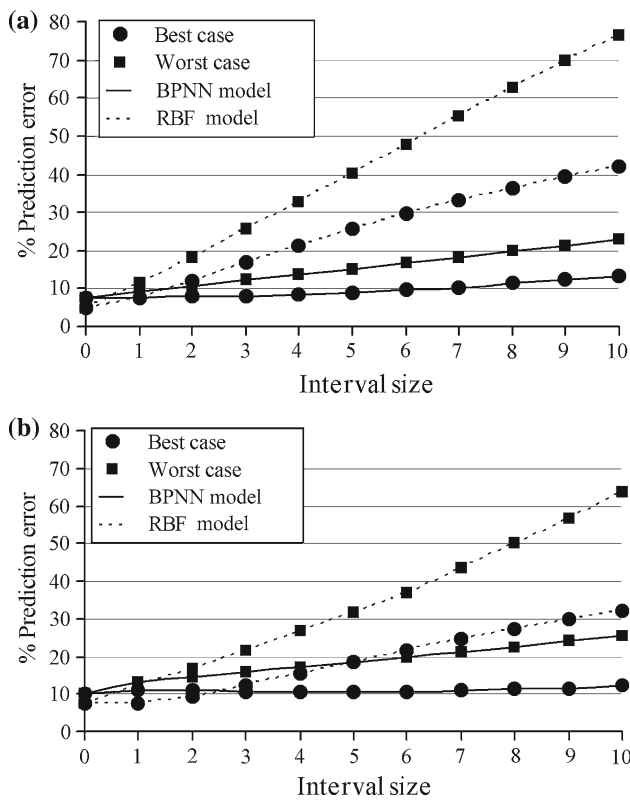 (a)
80
70
60
50
40
30
20
10
0
% Prediction error
Best case
Worst case
BPNN model
RBF model
0 1 2 3 4 5 6 7 8 9 10
Interval size
(b)
80
70
60
50
40
30
20
10
0
% Prediction error
Best case
Worst case
BPNN model
RBF model
0 1 2 3 4 5 6 7 8 9 10
Interval size